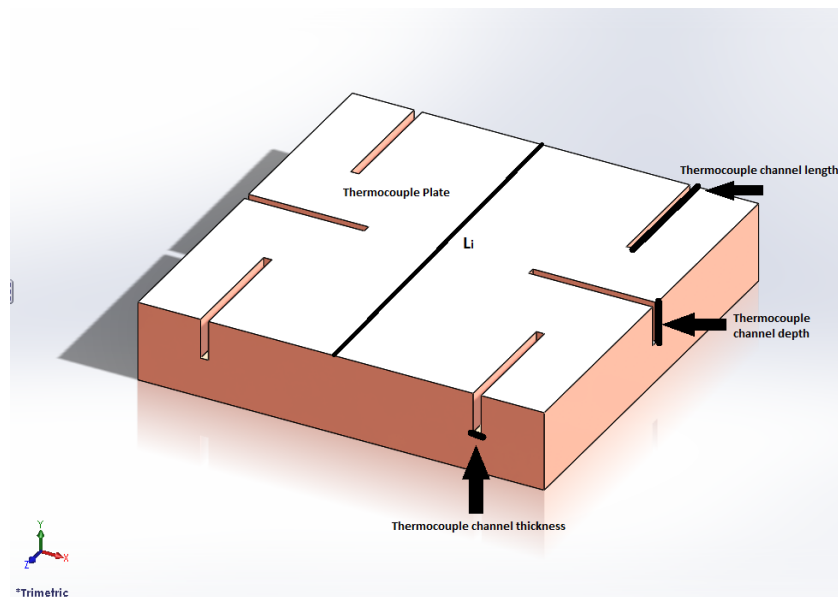 Thermocouple channel length
Thermocouple Plate
Li
Thermocouple
channel depth
Thermocouple channel thickness
Y
X
Z
*Trimetric